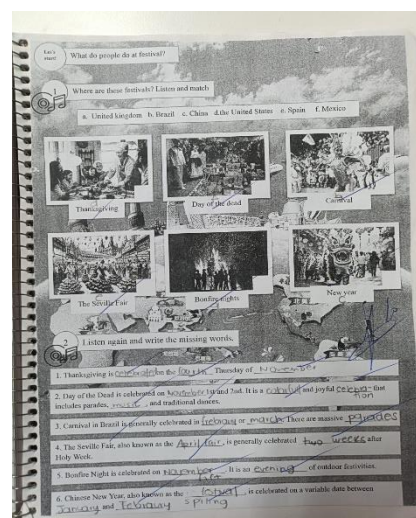 Let's start!
What do people do at festival?
1
Where are these festivals? Listen and match
a. United kingdom b. Brazil c. China d.the United States e. Spain f. Mexico
Thanksgiving
Day of the dead
Carnival
The Seville Fair
Bonfire nights
New year
2
Listen again and write the missing words.
1. Thanksgiving is celebrate on the fourth Thursday of November
2. Day of the Dead is celebrated on November 1st and 2nd. It is a colorful and joyful celebra- that
tion
includes parades, music, and traditional dances.
3. Carnival in Brazil is generally celebrated in february or march. There are massive parades
4. The Seville Fair, also known as the April fair, is generally celebrated two weeks after
Holy Week.
5. Bonfire Night is celebrated on November. It is an evening of outdoor festivities.
6. Chinese New Year, also known as the, is celebrated on a variable date between
January and February spring